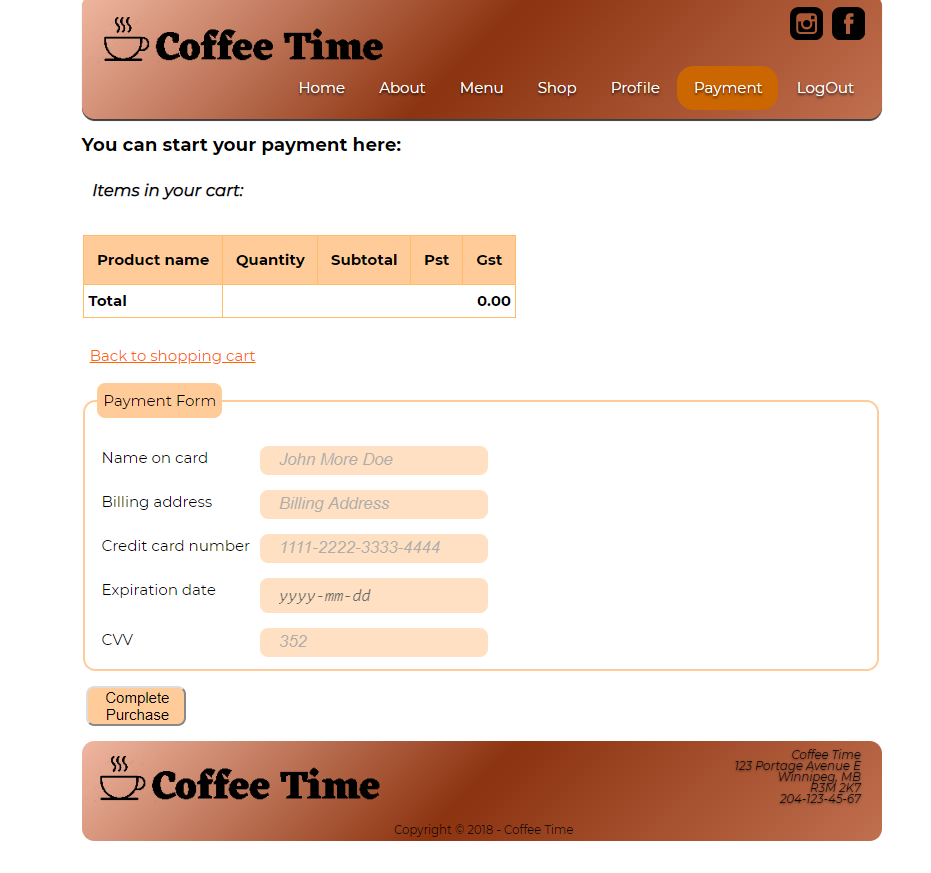 Coffee Time
Home About Menu Shop Profile Payment LogOut
You can start your payment here:
Items in your cart:
Product name Quantity Subtotal Pst Gst
Total 0.00
Back to shopping cart
Payment Form
Name on card John More Doe
Billing address Billing Address
Credit card number 1111-2222-3333-4444
Expiration date yyyy-mm-dd
CVV 352
Complete
Purchase
Coffee Time
Coffee Time
123 Portage Avenue E
Winnipeg, MB
R3M 2K7
204-123-45-67
Copyright © 2018 - Coffee Time